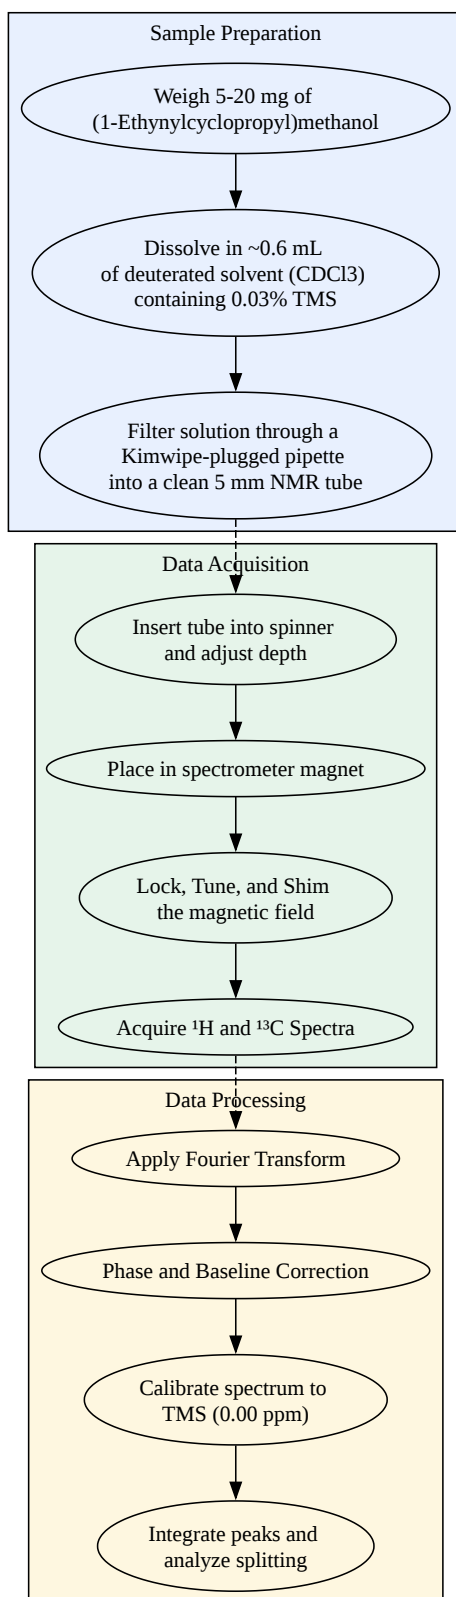 Sample Preparation
Weigh 5-20 mg of
(1-Ethynylcyclopropyl)methanol
Dissolve in ~0.6 mL
of deuterated solvent (CDCl3)
containing 0.03% TMS
Filter solution through a
Kimwipe-plugged pipette
into a clean 5 mm NMR tube
Data Acquisition
Insert tube into spinner
and adjust depth
Place in spectrometer magnet
Lock, Tune, and Shim
the magnetic field
Acquire ¹H and ¹³C Spectra
Data Processing
Apply Fourier Transform
Phase and Baseline Correction
Calibrate spectrum to
TMS (0.00 ppm)
Integrate peaks and
analyze splitting